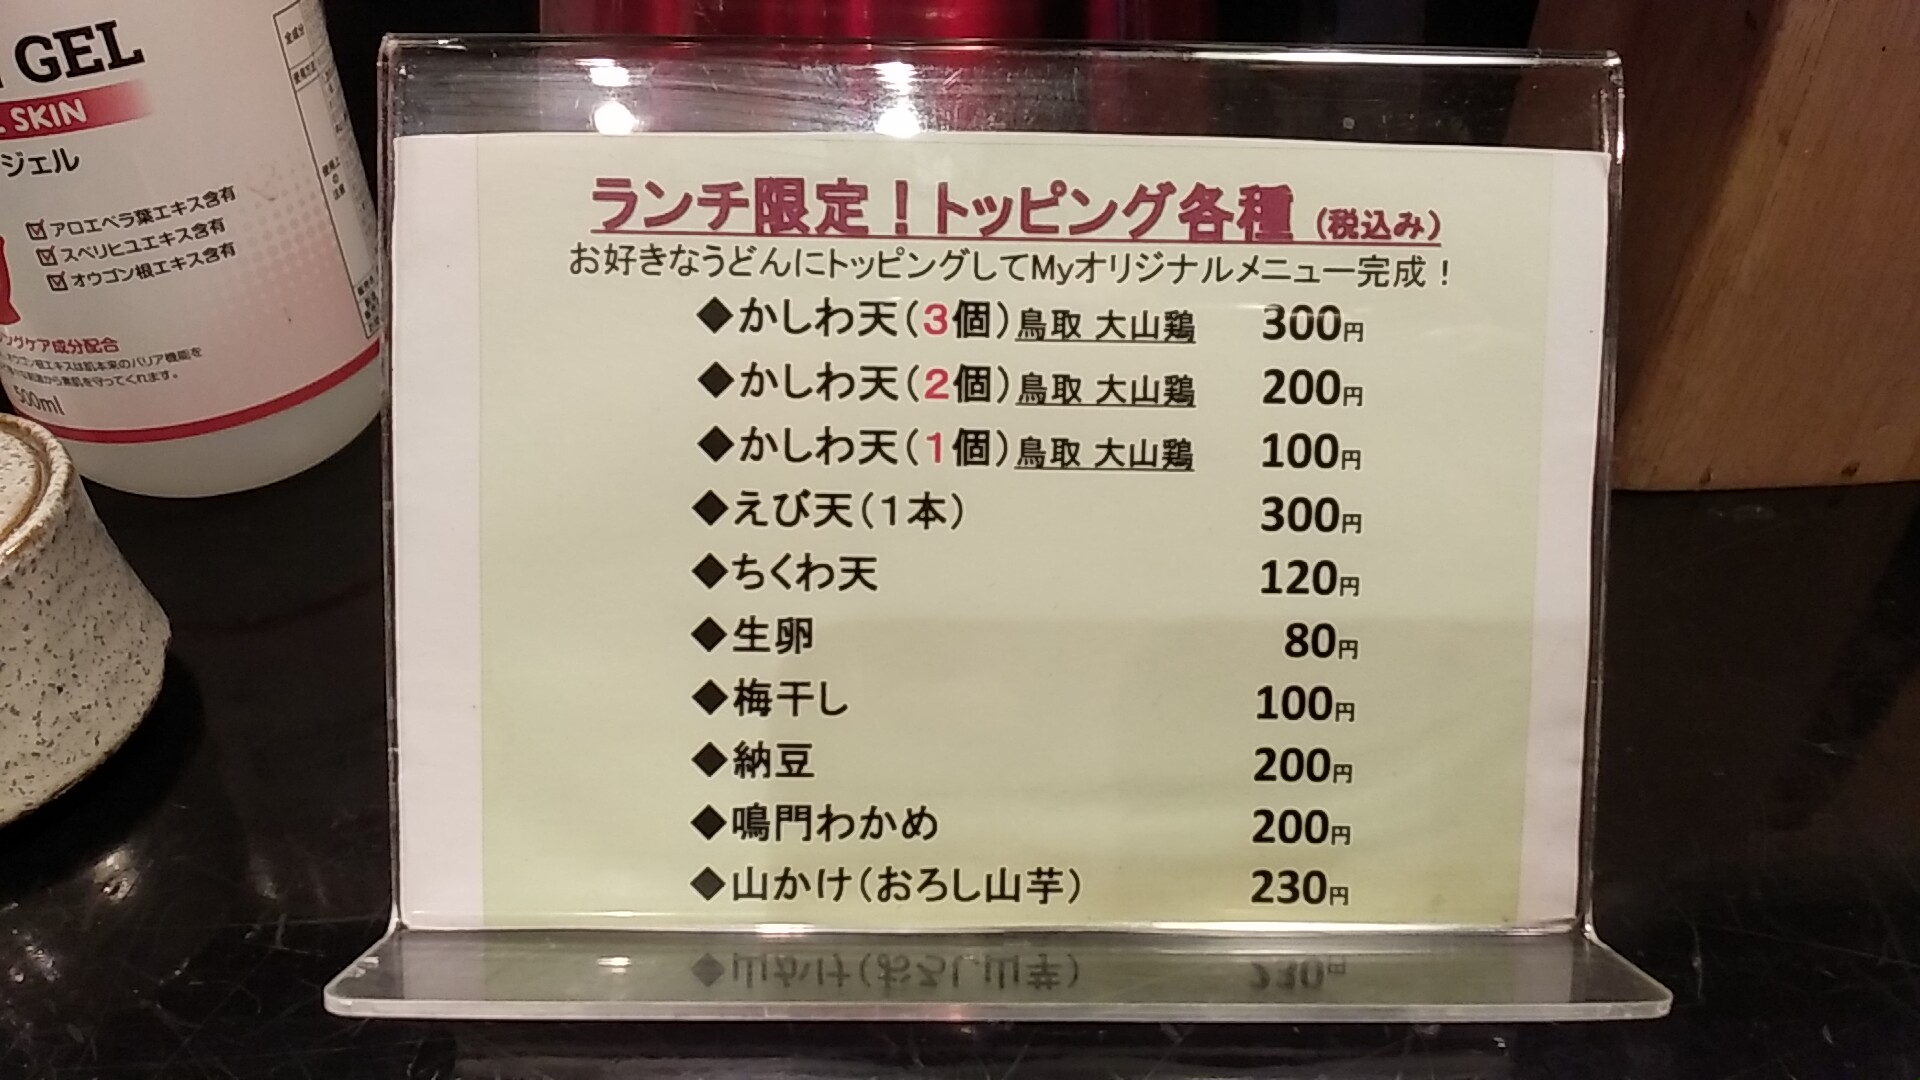 GEL
SKIN
ジェル
アロエベラ葉エキス含有
スベリヒユエキス含有
オウゴン根エキス含有
ケア成分配合
500ml
ランチ限定！トッピング各種（税込み）
お好きなうどんにトッピングしてMyオリジナルメニュー完成！
◆かしわ天（3個）鳥取 大山鶏 300円
◆かしわ天（2個）鳥取 大山鶏 200円
◆かしわ天（1個）鳥取 大山鶏 100円
◆えび天（１本） 300円
◆ちくわ天 120円
◆生卵 80円
◆梅干し 100円
◆納豆 200円
◆鳴門わかめ 200円
◆山かけ（おろし山芋） 230円